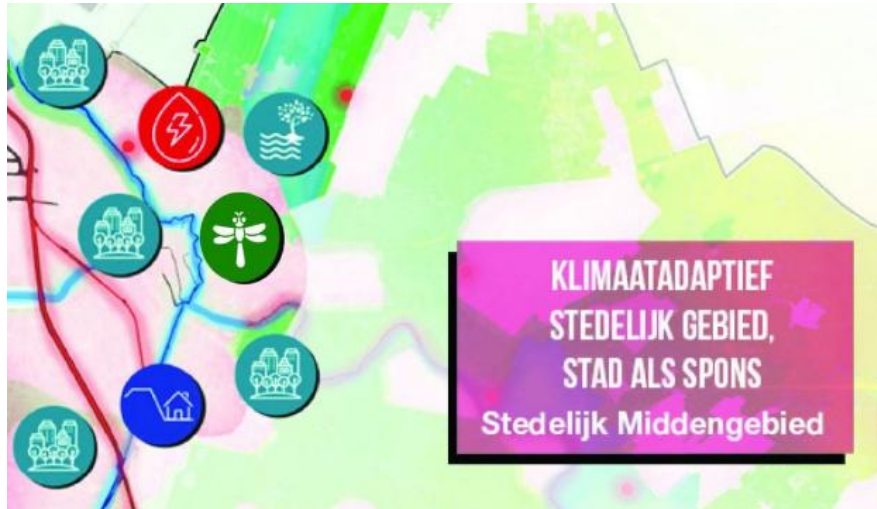 KLIMAATADAPTIEF
STEDELIJK GEBIED,
STAD ALS SPONS
Stedelijk Middengebied